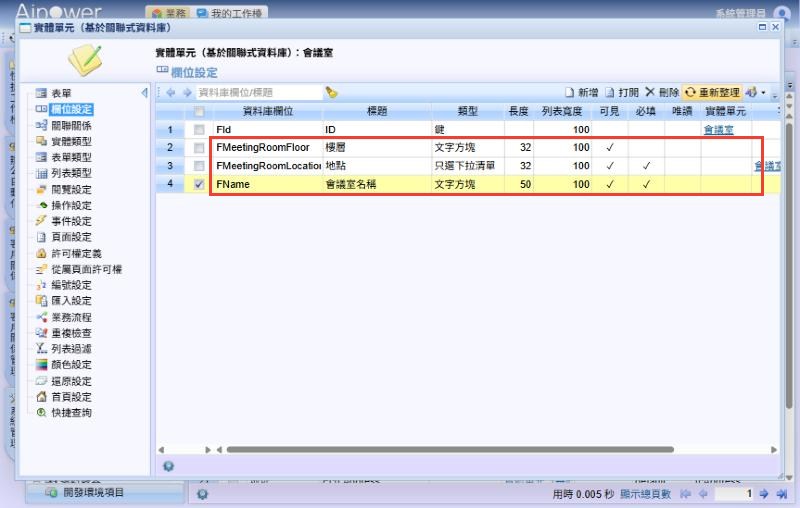 Ainower
業務
我的工作檯
系統管理員
實體單元（基於關聯式資料庫）
實體單元（基於關聯式資料庫）：會議室
欄位設定
資料庫欄位/標題
新增 打開 刪除 重新整理
資料庫欄位 標題 類型 長度 列表寬度 可見 必填 唯讀 實體單元
1 FId ID 鍵 100 會議室
2 FMeetingRoomFloor 樓層 文字方塊 32 100 ✓
3 FMeetingRoomLocation 地點 只選下拉清單 32 100 ✓ ✓ 會議室
4 FName 會議室名稱 文字方塊 50 100 ✓ ✓
表單
欄位設定
關聯關係
實體類型
表單類型
列表類型
閱覽設定
操作設定
事件設定
頁面設定
許可權定義
從屬頁面許可權
編號設定
匯入設定
業務流程
重複檢查
列表過濾
顏色設定
還原設定
首頁設定
快捷查詢
開發環境項目
用時 0.005 秒 顯示總頁數 1